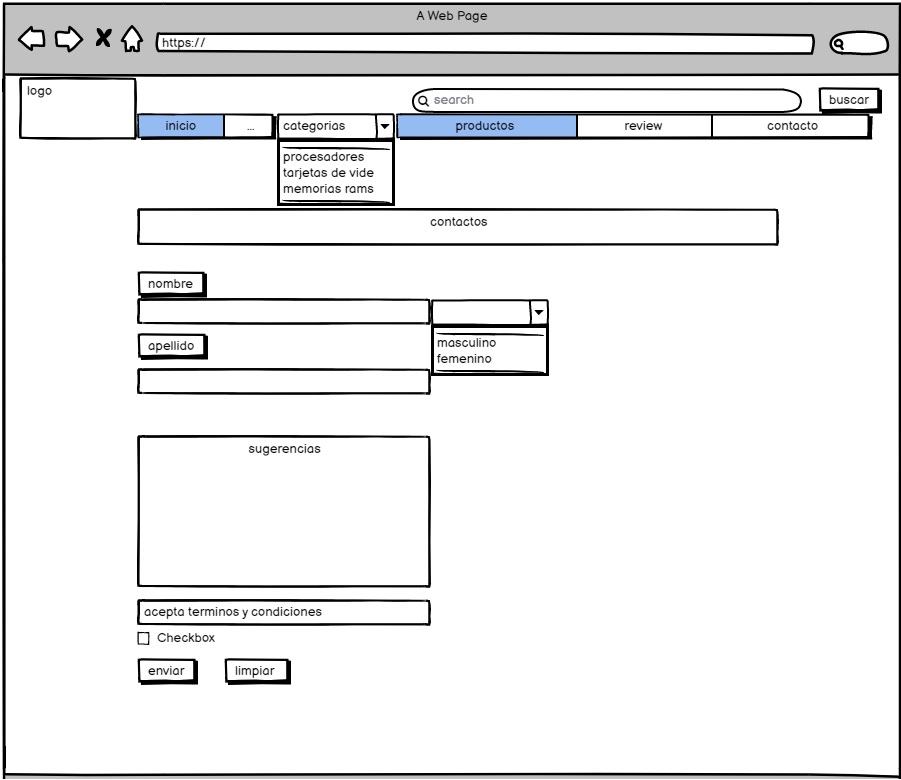 A Web Page
https://
logo
search
buscar
inicio
...
categorias
productos
review
contacto
procesadores
tarjetas de vide
memorias rams
contactos
nombre
apellido
masculino
femenino
sugerencias
acepta terminos y condiciones
Checkbox
enviar
limpiar